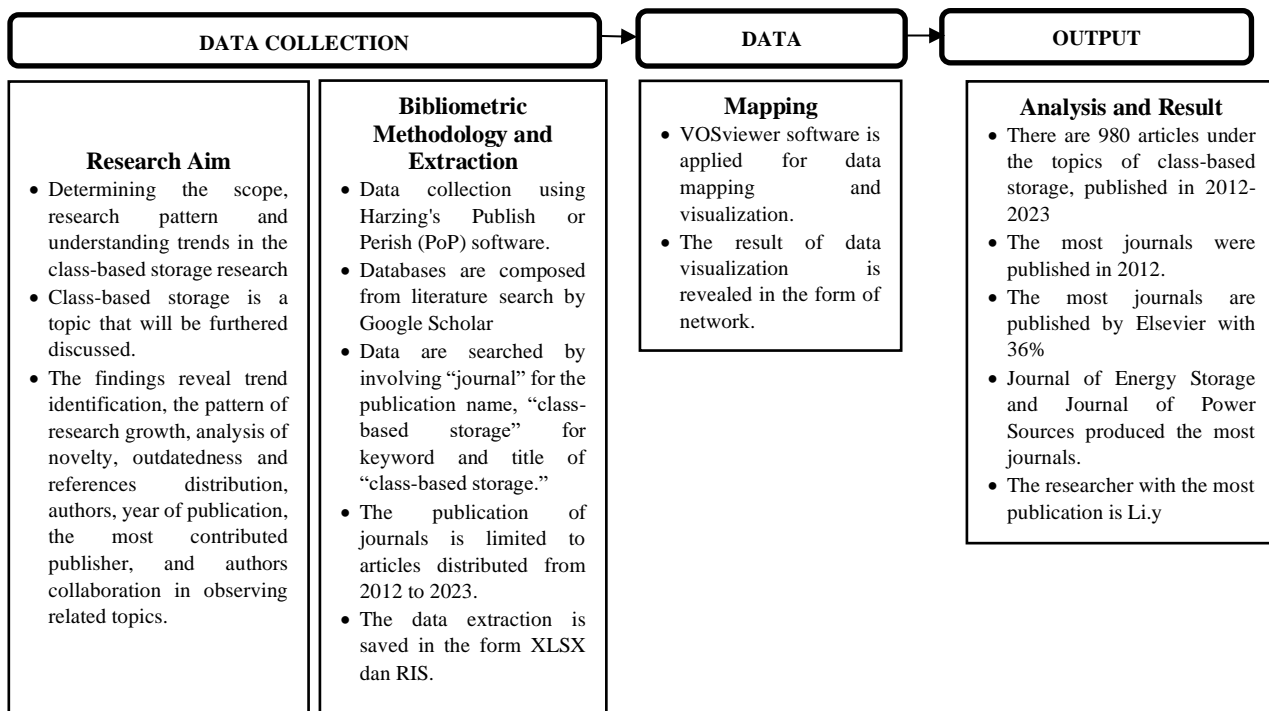 DATA COLLECTION
DATA
OUTPUT
Research Aim
• Determining the scope,
research pattern and
understanding trends in the
class-based storage research
• Class-based storage is a
topic that will be furthered
discussed.
• The findings reveal trend
identification, the pattern of
research growth, analysis of
novelty, outdatedness and
references distribution,
authors, year of publication,
the most contributed
publisher, and authors
collaboration in observing
related topics.
Bibliometric
Methodology and
Extraction
• Data collection using
Harzing's Publish or
Perish (PoP) software.
• Databases are composed
from literature search by
Google Scholar
• Data are searched by
involving “journal” for the
publication name, “class-
based storage” for
keyword and title of
“class-based storage.”
• The publication of
journals is limited to
articles distributed from
2012 to 2023.
• The data extraction is
saved in the form XLSX
dan RIS.
Mapping
• VOSviewer software is
applied for data
mapping and
visualization.
• The result of data
visualization is
revealed in the form of
network.
Analysis and Result
• There are 980 articles under
the topics of class-based
storage, published in 2012-
2023
• The most journals were
published in 2012.
• The most journals are
published by Elsevier with
36%
• Journal of Energy Storage
and Journal of Power
Sources produced the most
journals.
• The researcher with the most
publication is Li.y